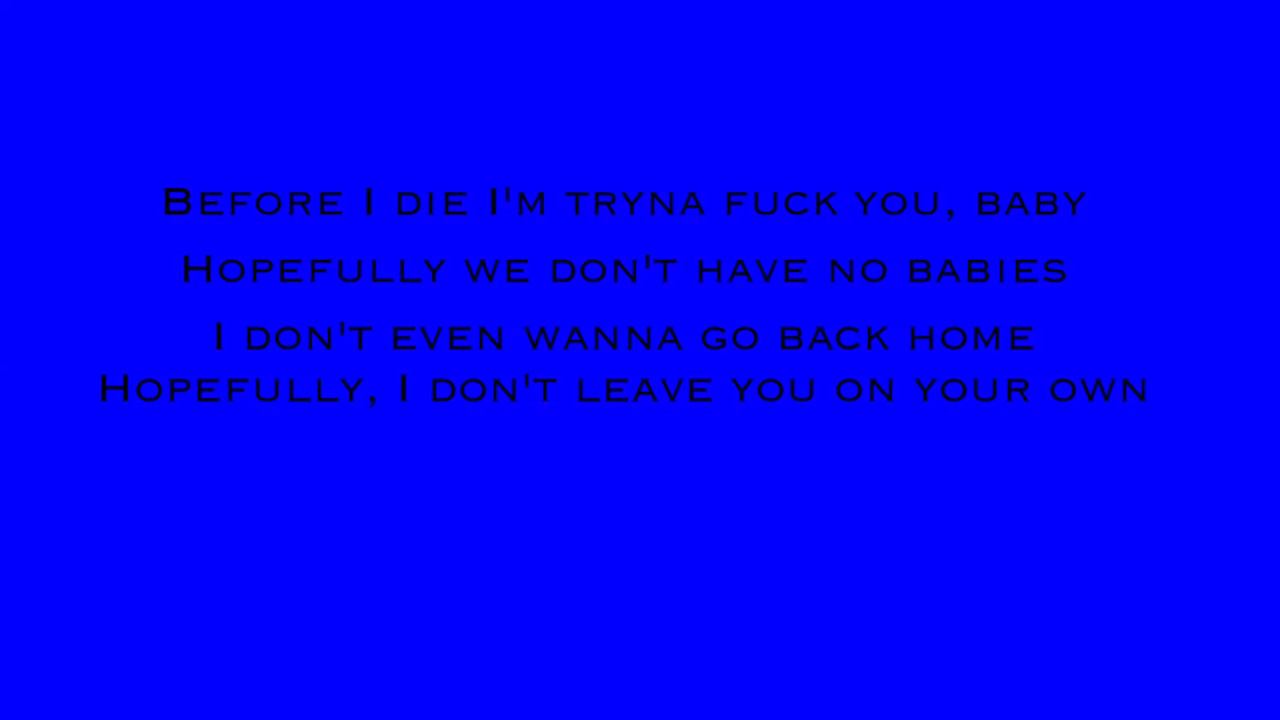 Before I die I'm tryna fuck you, baby
Hopefully we don't have no babies
I don't even wanna go back home
Hopefully, I don't leave you on your own